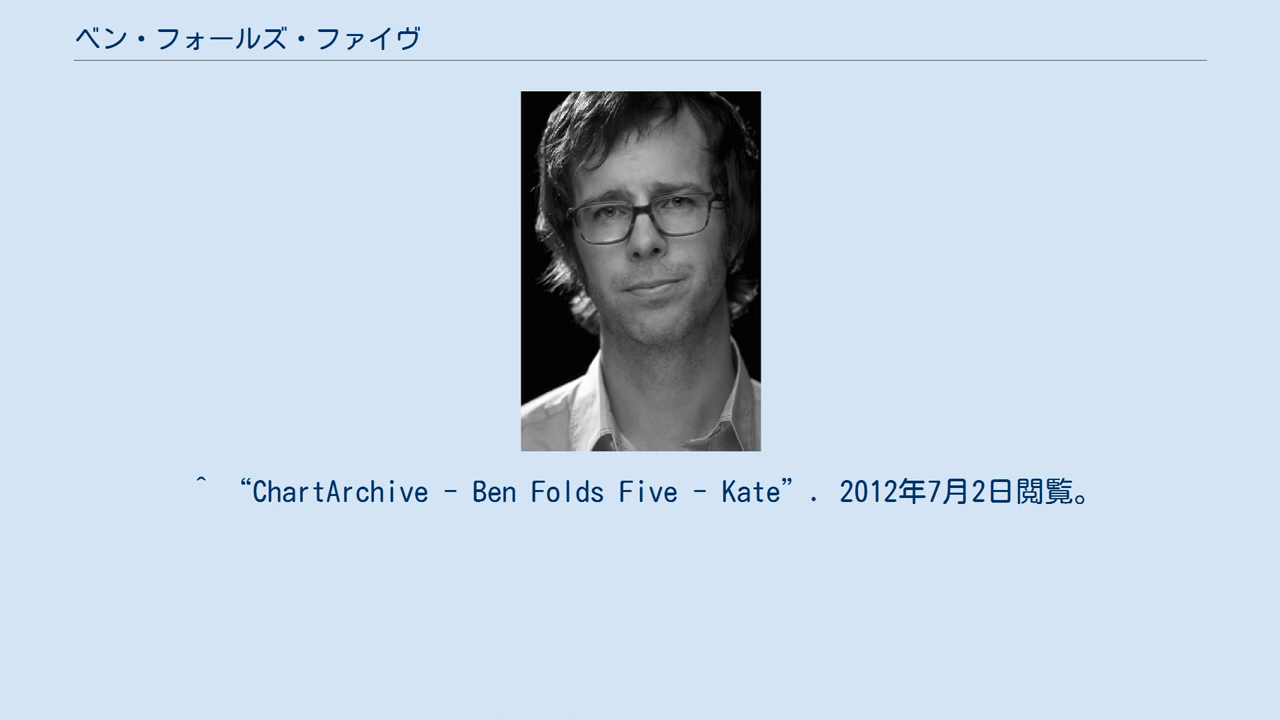 ベン・フォールズ・ファイヴ
^ “ChartArchive - Ben Folds Five - Kate”. 2012年7月2日閲覧。